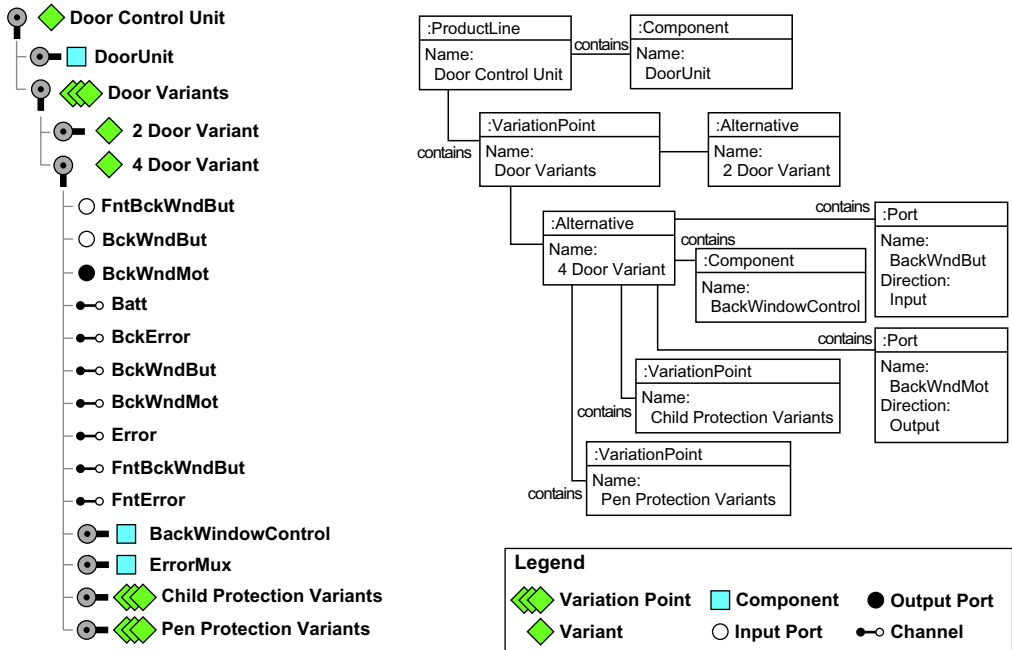 Door Control Unit
DoorUnit
Door Variants
2 Door Variant
4 Door Variant
FntBckWndBut
BckWndBut
BckWndMot
Batt
BckError
BckWndBut
BckWndMot
Error
FntBckWndBut
FntError
BackWindowControl
ErrorMux
Child Protection Variants
Pen Protection Variants
:ProductLine
Name:
Door Control Unit
contains
:Component
Name:
DoorUnit
contains
:VariationPoint
Name:
Door Variants
:Alternative
Name:
2 Door Variant
:Alternative
Name:
4 Door Variant
contains
:Port
Name:
BackWndBut
Direction:
Input
contains
:Component
Name:
BackWindowControl
contains
:Port
Name:
BackWndMot
Direction:
Output
contains
:VariationPoint
Name:
Child Protection Variants
contains
:VariationPoint
Name:
Pen Protection Variants
Legend
Variation Point
Component
Output Port
Variant
Input Port
Channel